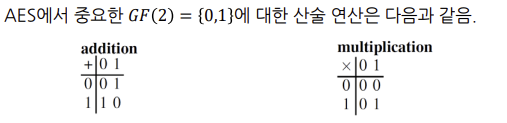 AES에서 중요한 GF(2) = {0,1}에 대한 산술 연산은 다음과 같음.
addition multiplication
+|0 1 ×|0 1
0|0 1 0|0 0
1|1 0 1|0 1